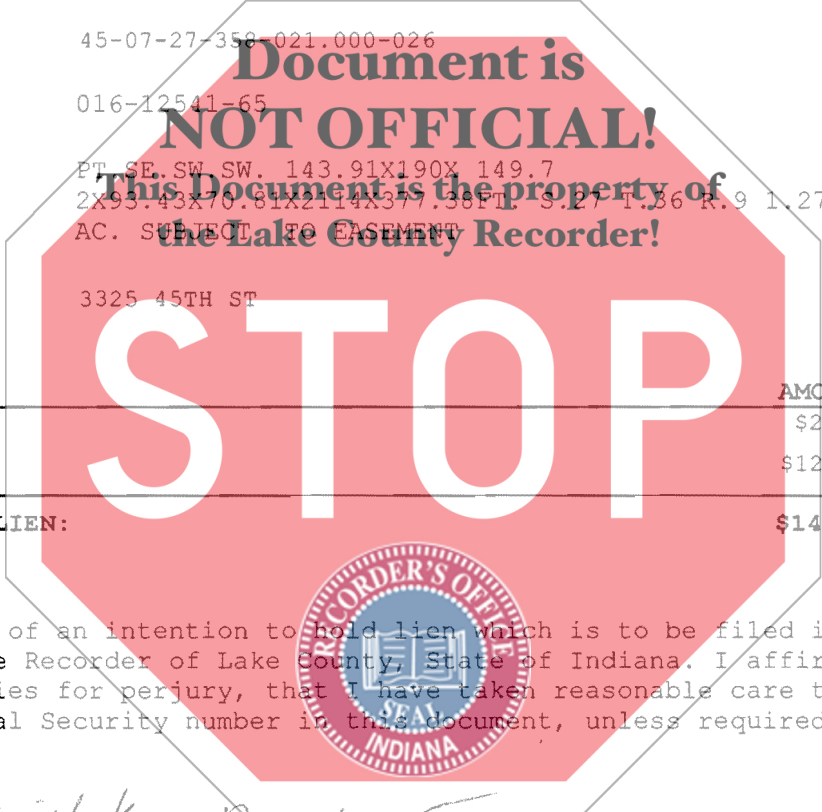 45-07-27-358-021.000-026
Document is
016-12541-65
NOT OFFICIAL!
PT. SE.SW.SW. 143.91X190X 149.7
This Document is the property of
2X93.43X70.81X2114X377.38FT. S.27 T.36 R.9 1.27
AC. SUBJECT TO EASEMENT
the Lake County Recorder!
3325 45TH ST
STOP
AMO
$2
$12
LIEN:
$14
RECORDER'S OFFICE
of an intention to hold lien which is to be filed i
e Recorder of Lake County, State of Indiana. I affir
ies for perjury, that I have taken reasonable care t
al Security number in this document, unless required
SEAL
INDIANA